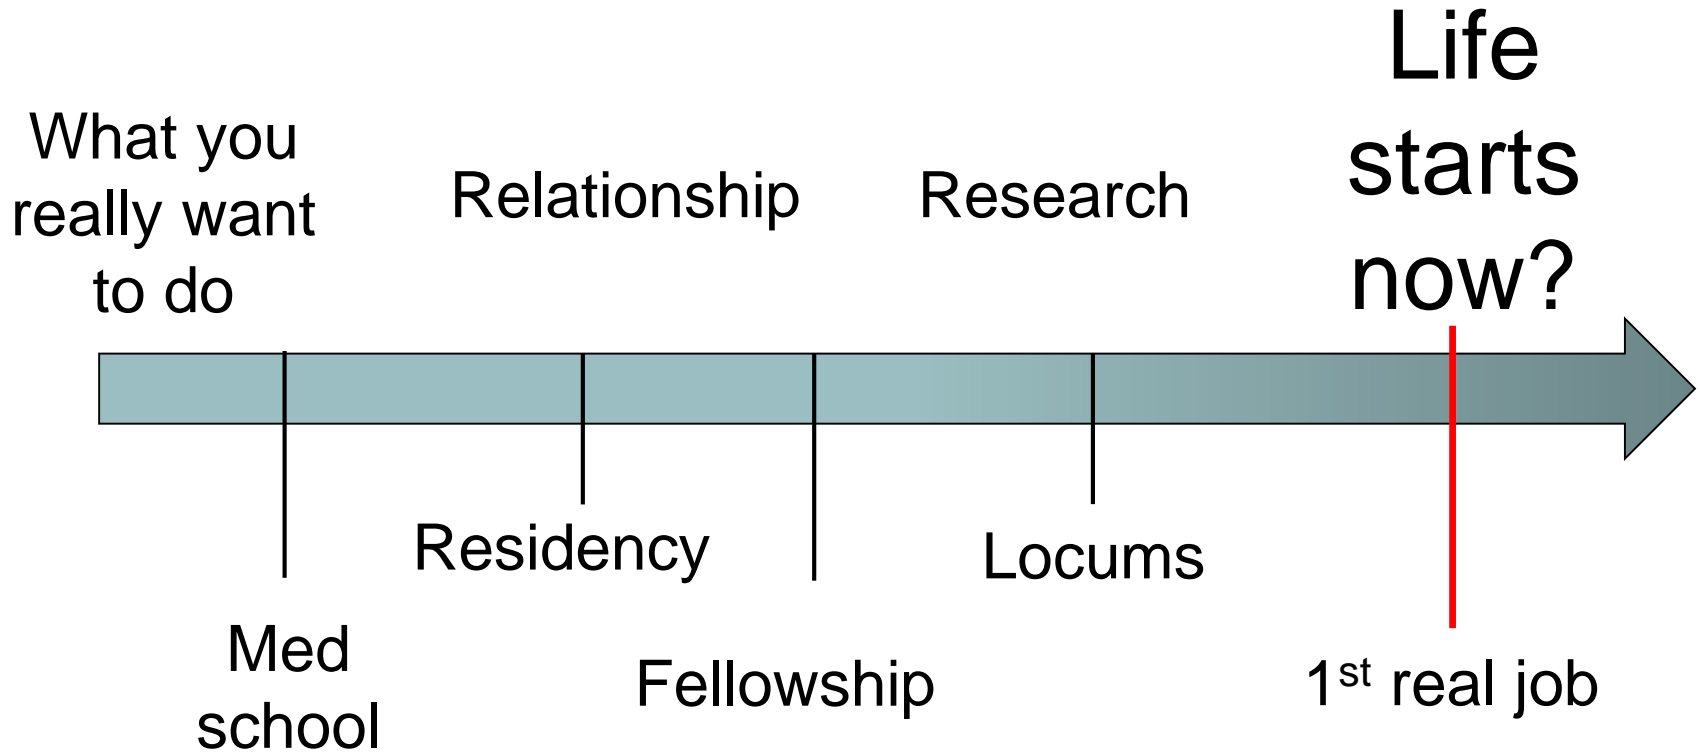 What you
really want
to do
Relationship
Research
Life
starts
now?
Residency
Locums
Med
school
Fellowship
1st real job